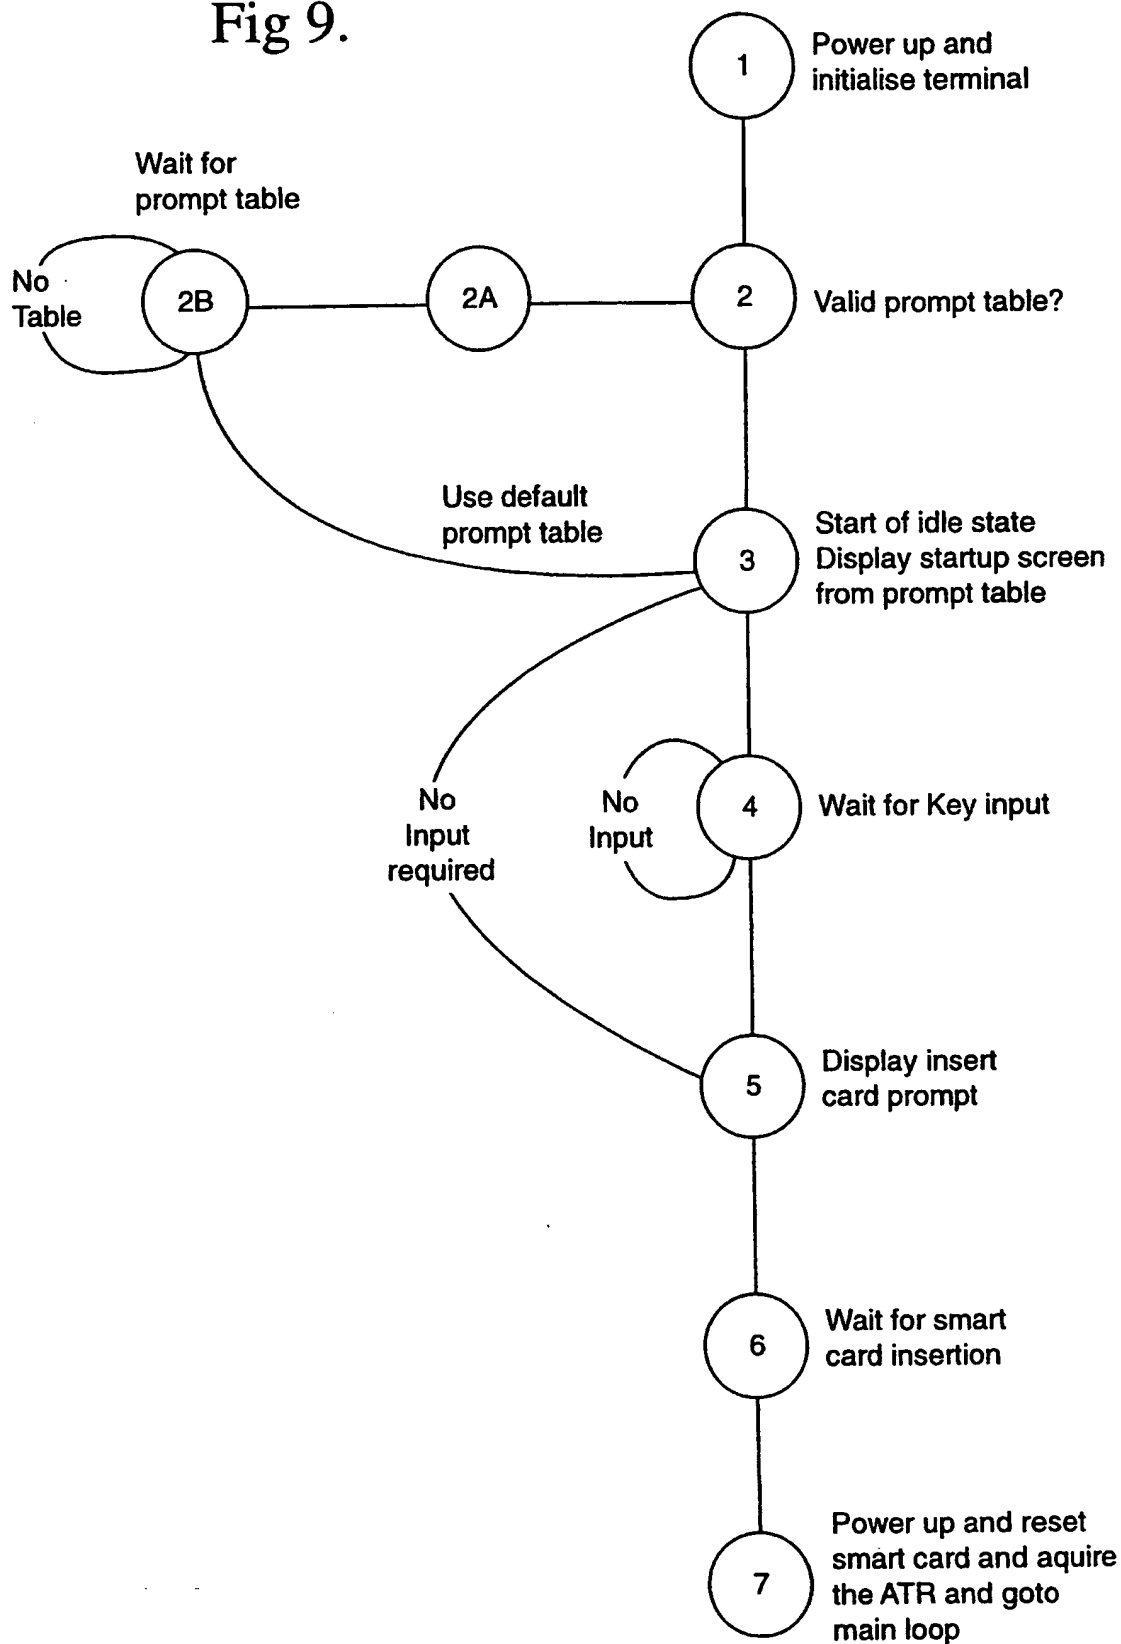 Fig 9.
1
Power up and
initialise terminal
Wait for
prompt table
No
Table
2B
2A
2
Valid prompt table?
Use default
prompt table
3
Start of idle state
Display startup screen
from prompt table
No
Input
required
No
Input
4
Wait for Key input
5
Display insert
card prompt
6
Wait for smart
card insertion
7
Power up and reset
smart card and aquire
the ATR and goto
main loop